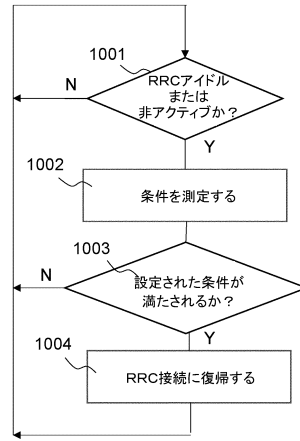 1001
RRCアイドル
または
非アクティブか？
N
Y
1002
条件を測定する
1003
設定された条件が
満たされるか？
N
Y
1004
RRC接続に復帰する